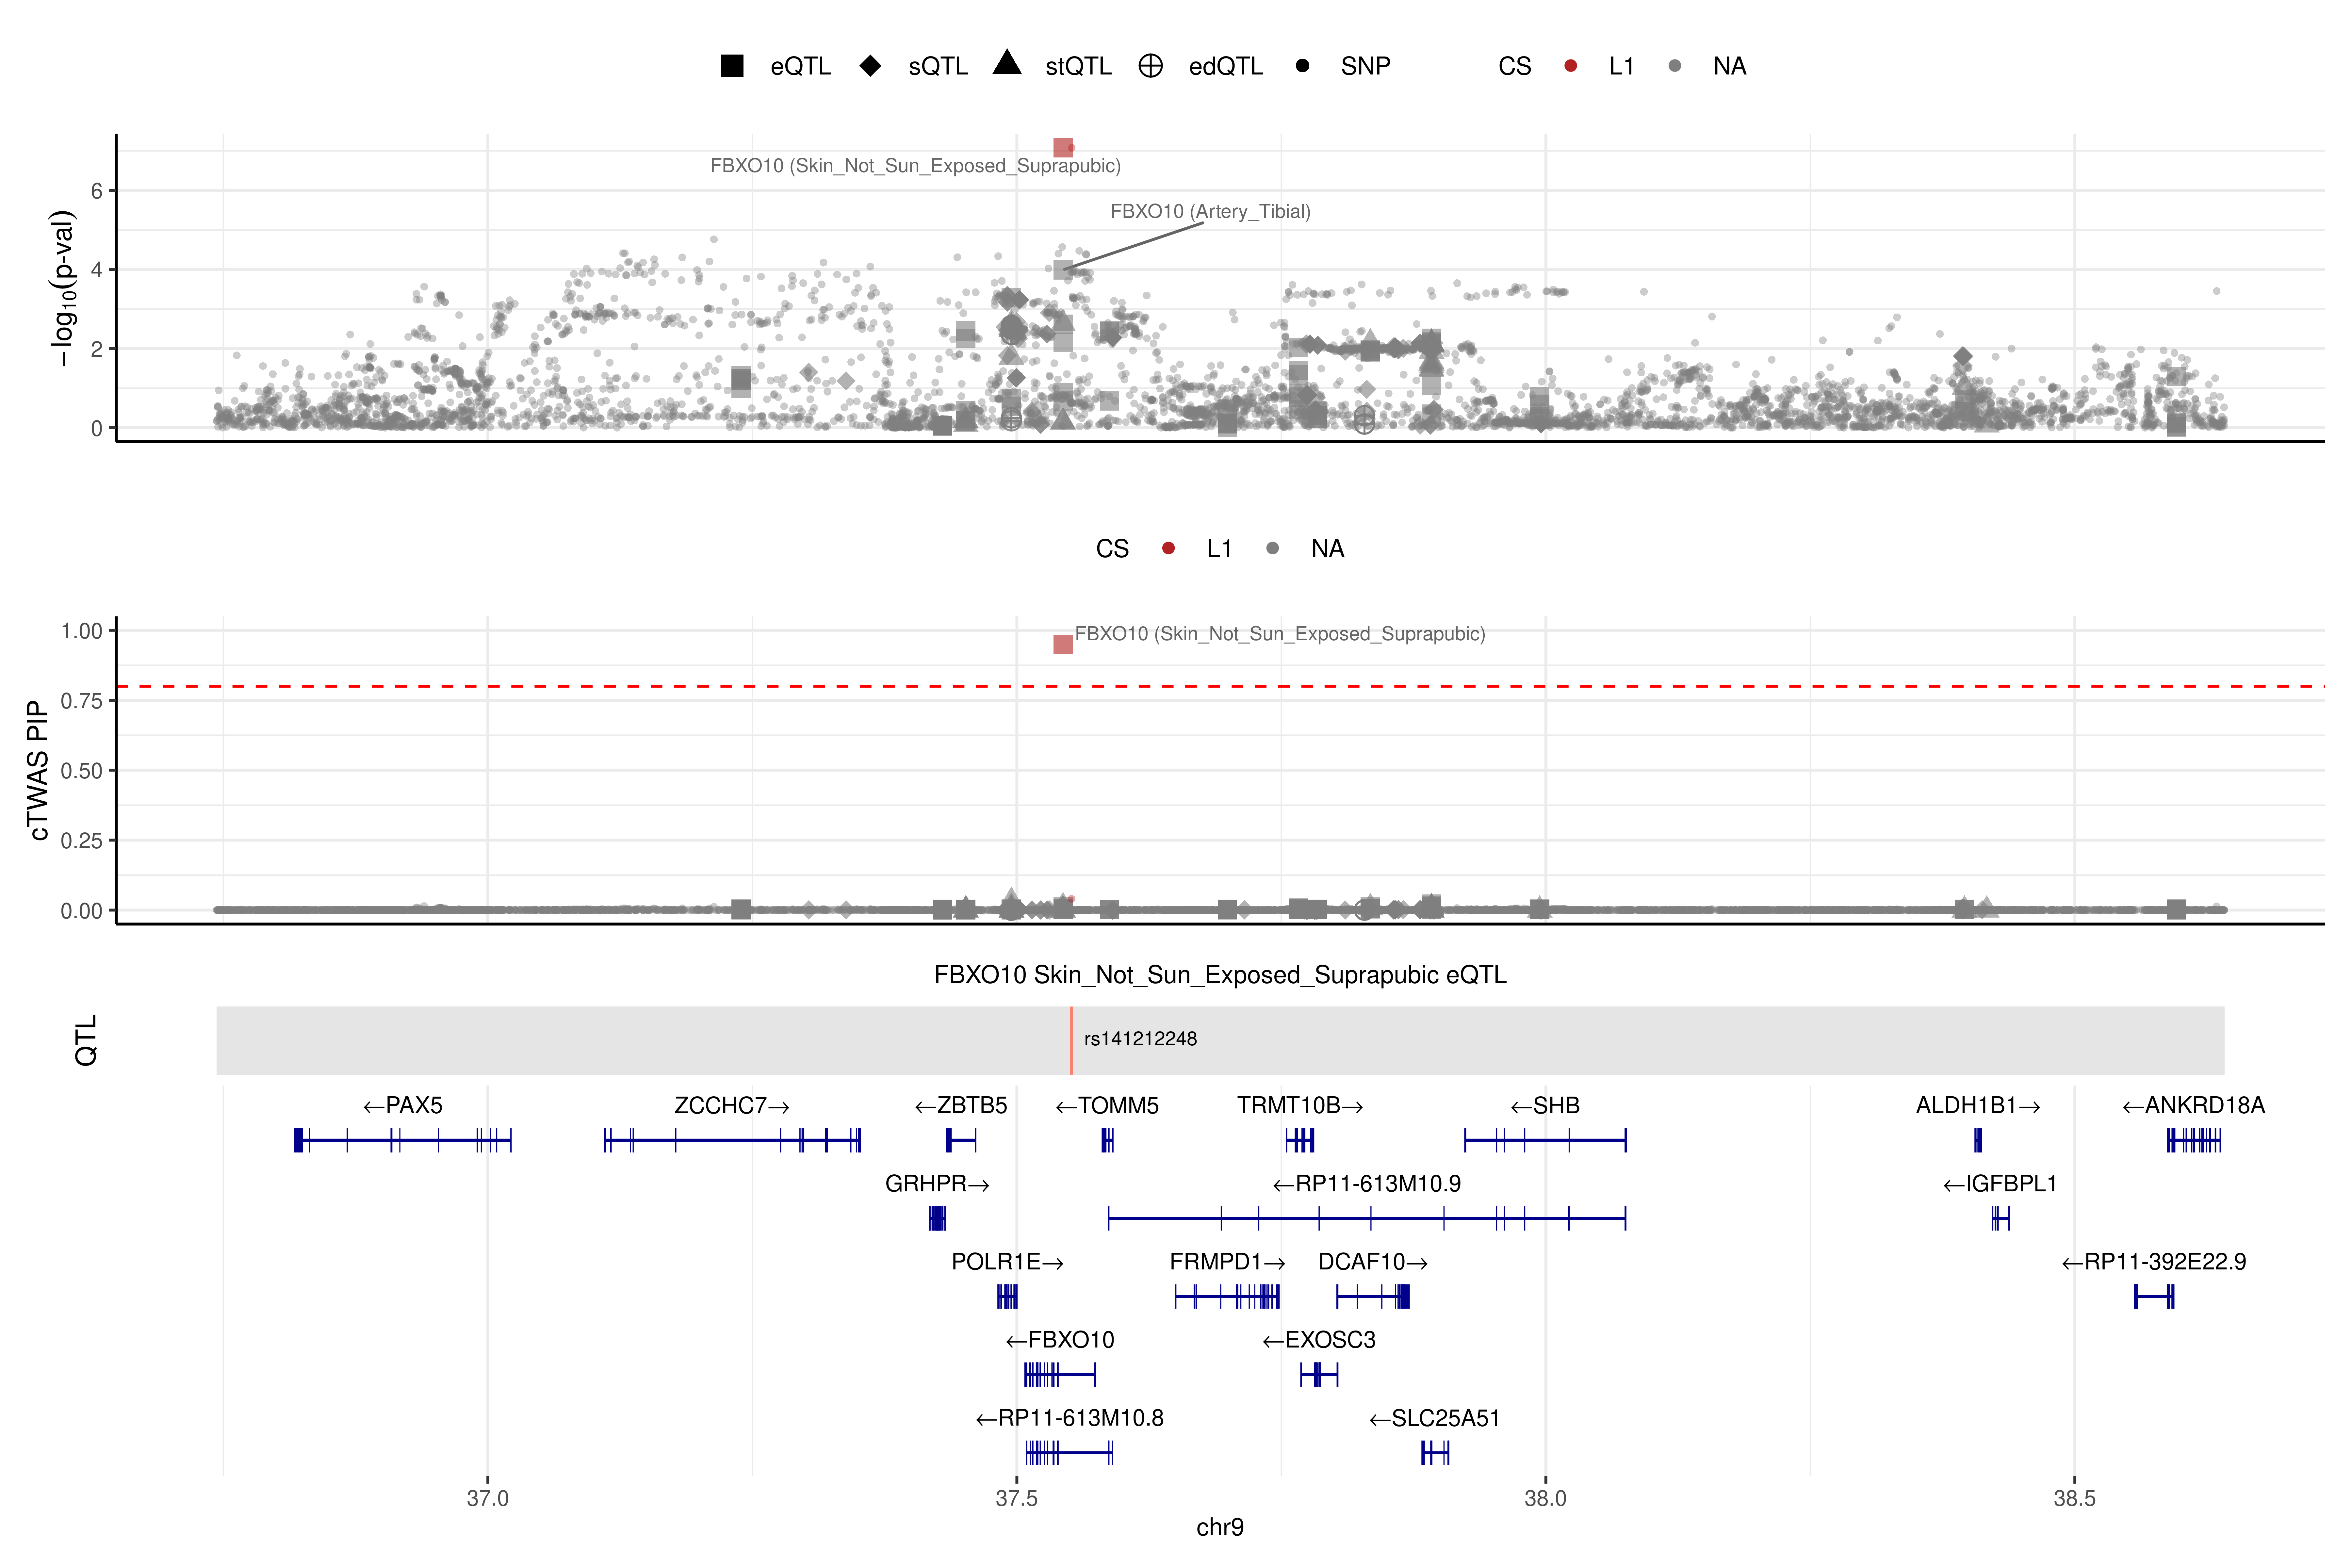 eQTL sQTL stQTL edQTL SNP CS L1 NA
FBXO10 (Skin_Not_Sun_Exposed_Suprapubic)
FBXO10 (Artery_Tibial)
6
4
2
0
−log10(p-val)
CS L1 NA
FBXO10 (Skin_Not_Sun_Exposed_Suprapubic)
1.00
0.75
0.50
0.25
0.00
cTWAS PIP
FBXO10 Skin_Not_Sun_Exposed_Suprapubic eQTL
QTL
rs141212248
←PAX5 ZCCHC7→ ←ZBTB5 ←TOMM5 TRMT10B→ ←SHB ALDH1B1→ ←ANKRD18A
GRHPR→ ←RP11-613M10.9 ←IGFBPL1
POLR1E→ FRMPD1→ DCAF10→ ←RP11-392E22.9
←FBXO10 ←EXOSC3
←RP11-613M10.8 ←SLC25A51
37.0 37.5 38.0 38.5
chr9